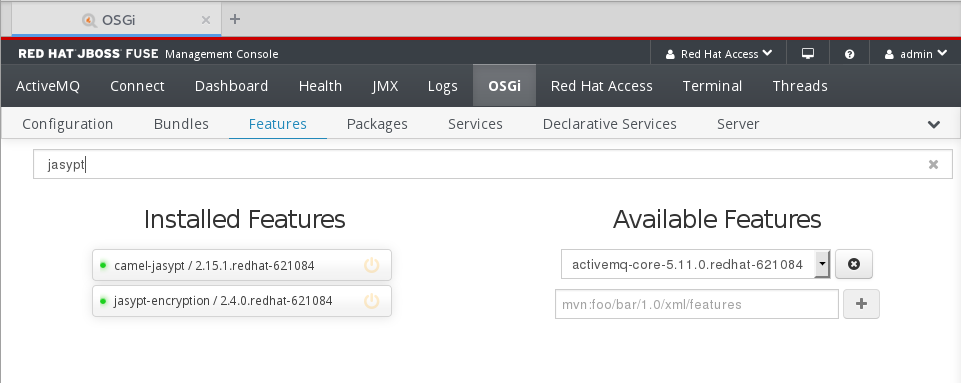 OSGi
RED HAT JBOSS FUSE Management Console Red Hat Access admin
ActiveMQ Connect Dashboard Health JMX Logs OSGi Red Hat Access Terminal Threads
Configuration Bundles Features Packages Services Declarative Services Server
jasypt
Installed Features Available Features
camel-jasypt / 2.15.1.redhat-621084 activemq-core-5.11.0.redhat-621084
jasypt-encryption / 2.4.0.redhat-621084 mvn:foo/bar/1.0/xml/features